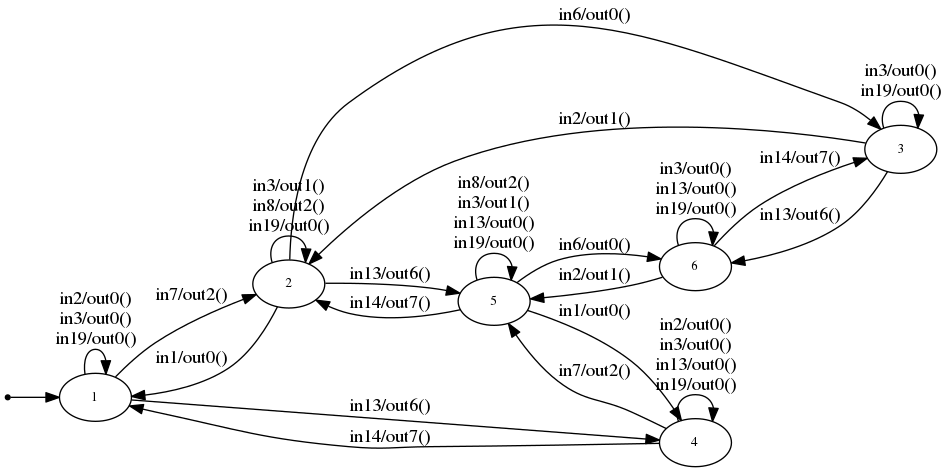 in6/out0()
in3/out0()
in19/out0()
in2/out1()
3
in14/out7()
in3/out0()
in13/out0()
in19/out0()
in13/out6()
in3/out1()
in8/out2()
in19/out0()
in8/out2()
in3/out1()
in13/out0()
in19/out0()
in6/out0()
6
in2/out1()
2
in13/out6()
in14/out7()
5
in1/out0()
in2/out0()
in3/out0()
in19/out0()
in7/out2()
in1/out0()
in2/out0()
in3/out0()
in13/out0()
in19/out0()
in7/out2()
1
in13/out6()
in14/out7()
4